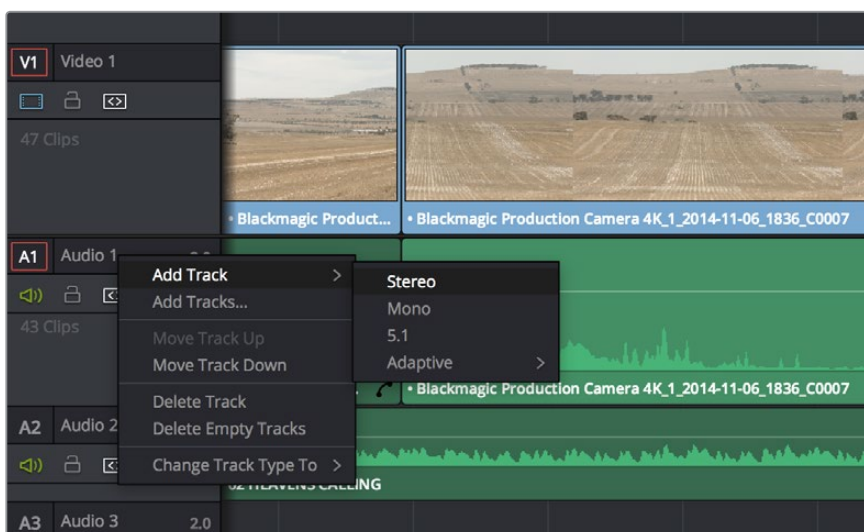 V1 Video 1
47 Clips
• Blackmagic Product...
• Blackmagic Production Camera 4K_1_2014-11-06_1836_C0007
A1 Audio 1
43 Clips
Add Track >
Add Tracks...
Move Track Up
Move Track Down
Delete Track
Delete Empty Tracks
Change Track Type To >
Stereo
Mono
5.1
Adaptive >
• Blackmagic Production Camera 4K_1_2014-11-06_1836_C0007
A2 Audio 2
HEAVENS CALLING
A3 Audio 3 2.0